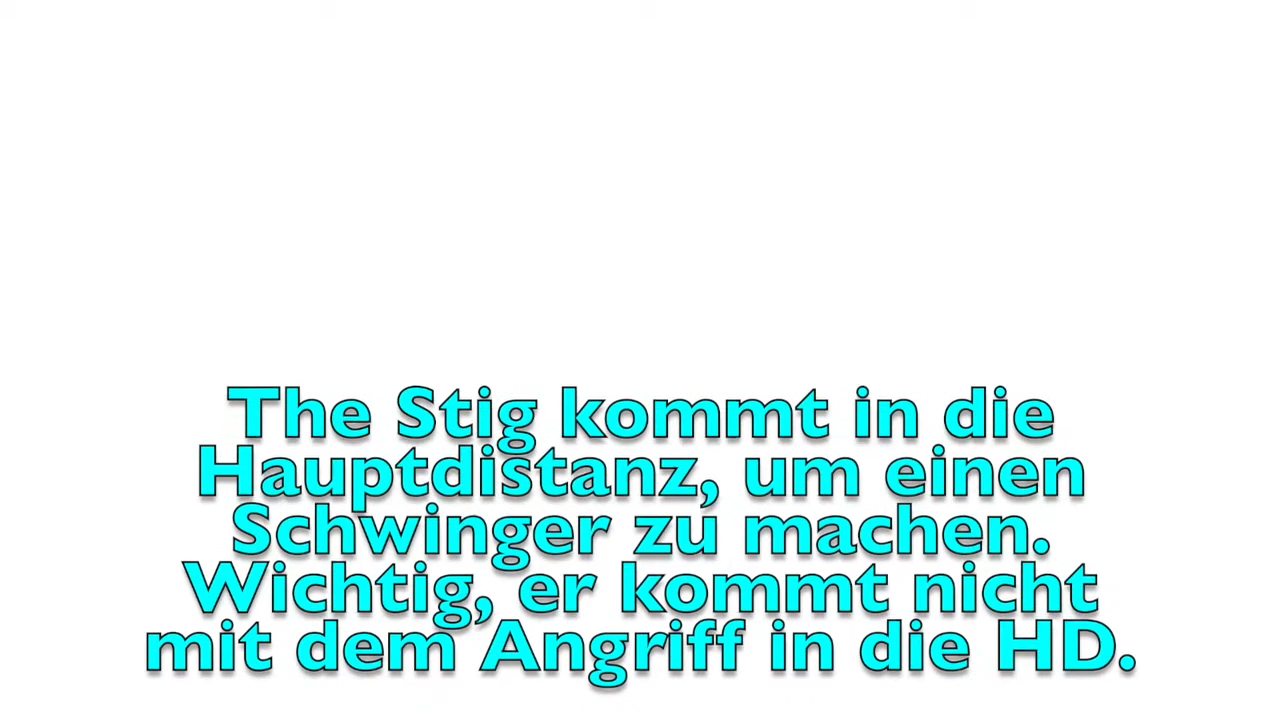 The Stig kommt in die
Hauptdistanz, um einen
Schwinger zu machen.
Wichtig, er kommt nicht
mit dem Angriff in die HD.